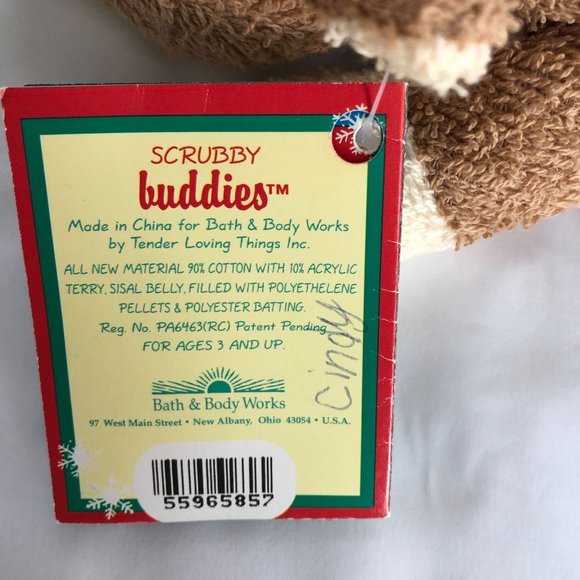 SCRUBBY
buddies™
Made in China for Bath & Body Works
by Tender Loving Things Inc.
ALL NEW MATERIAL 90% COTTON WITH 10% ACRYLIC
TERRY, SISAL BELLY, FILLED WITH POLYETHELENE
PELLETS & POLYESTER BATTING.
Reg. No. PA6463(RC) Patent Pending
FOR AGES 3 AND UP.
Cindy
Bath & Body Works
97 West Main Street • New Albany, Ohio 43054 • U.S.A.
55965857